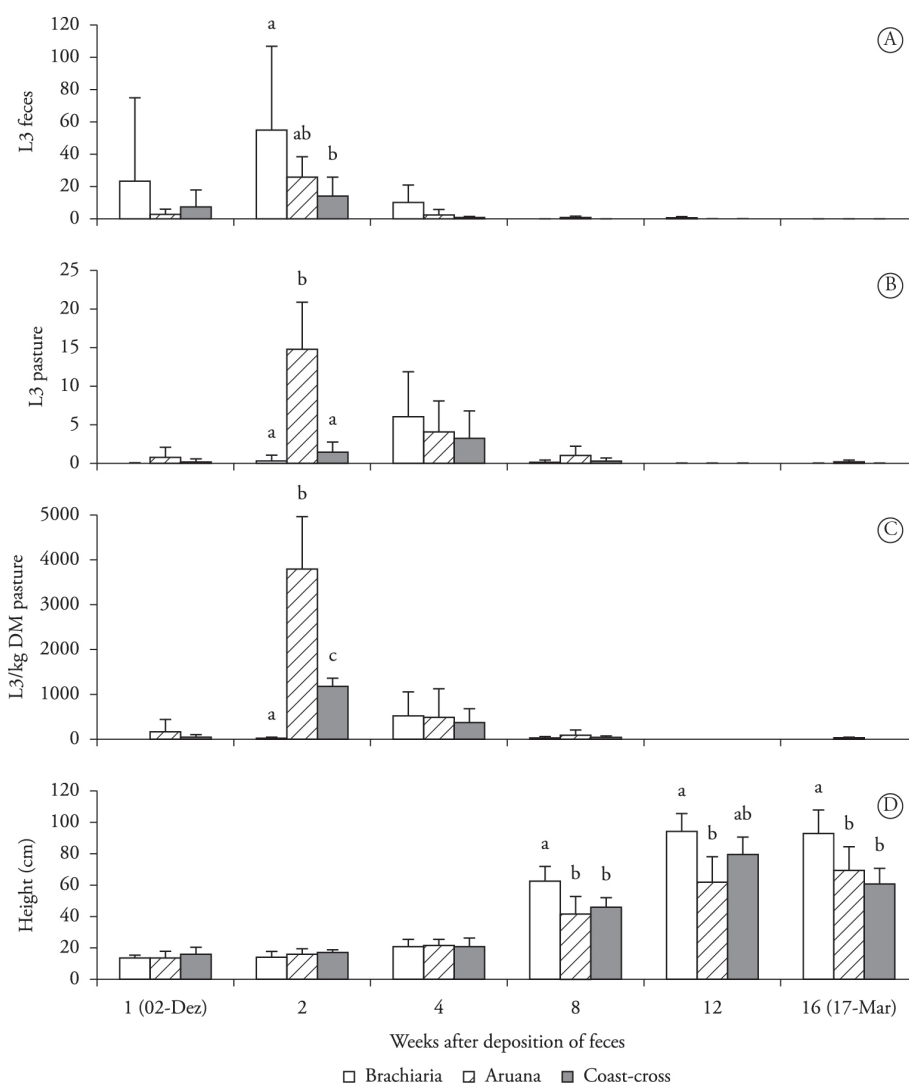 A
L3 feces
120
100
80
60
40
20
0
a
ab
b
B
L3 pasture
25
20
15
10
5
0
a
b
a
C
L3/kg DM pasture
5000
4000
3000
2000
1000
0
a
b
c
D
Height (cm)
120
100
80
60
40
20
0
a
b
b
a
b
ab
a
b
b
1 (02-Dez) 2 4 8 12 16 (17-Mar)
Weeks after deposition of feces
Brachiaria Aruana Coast-cross